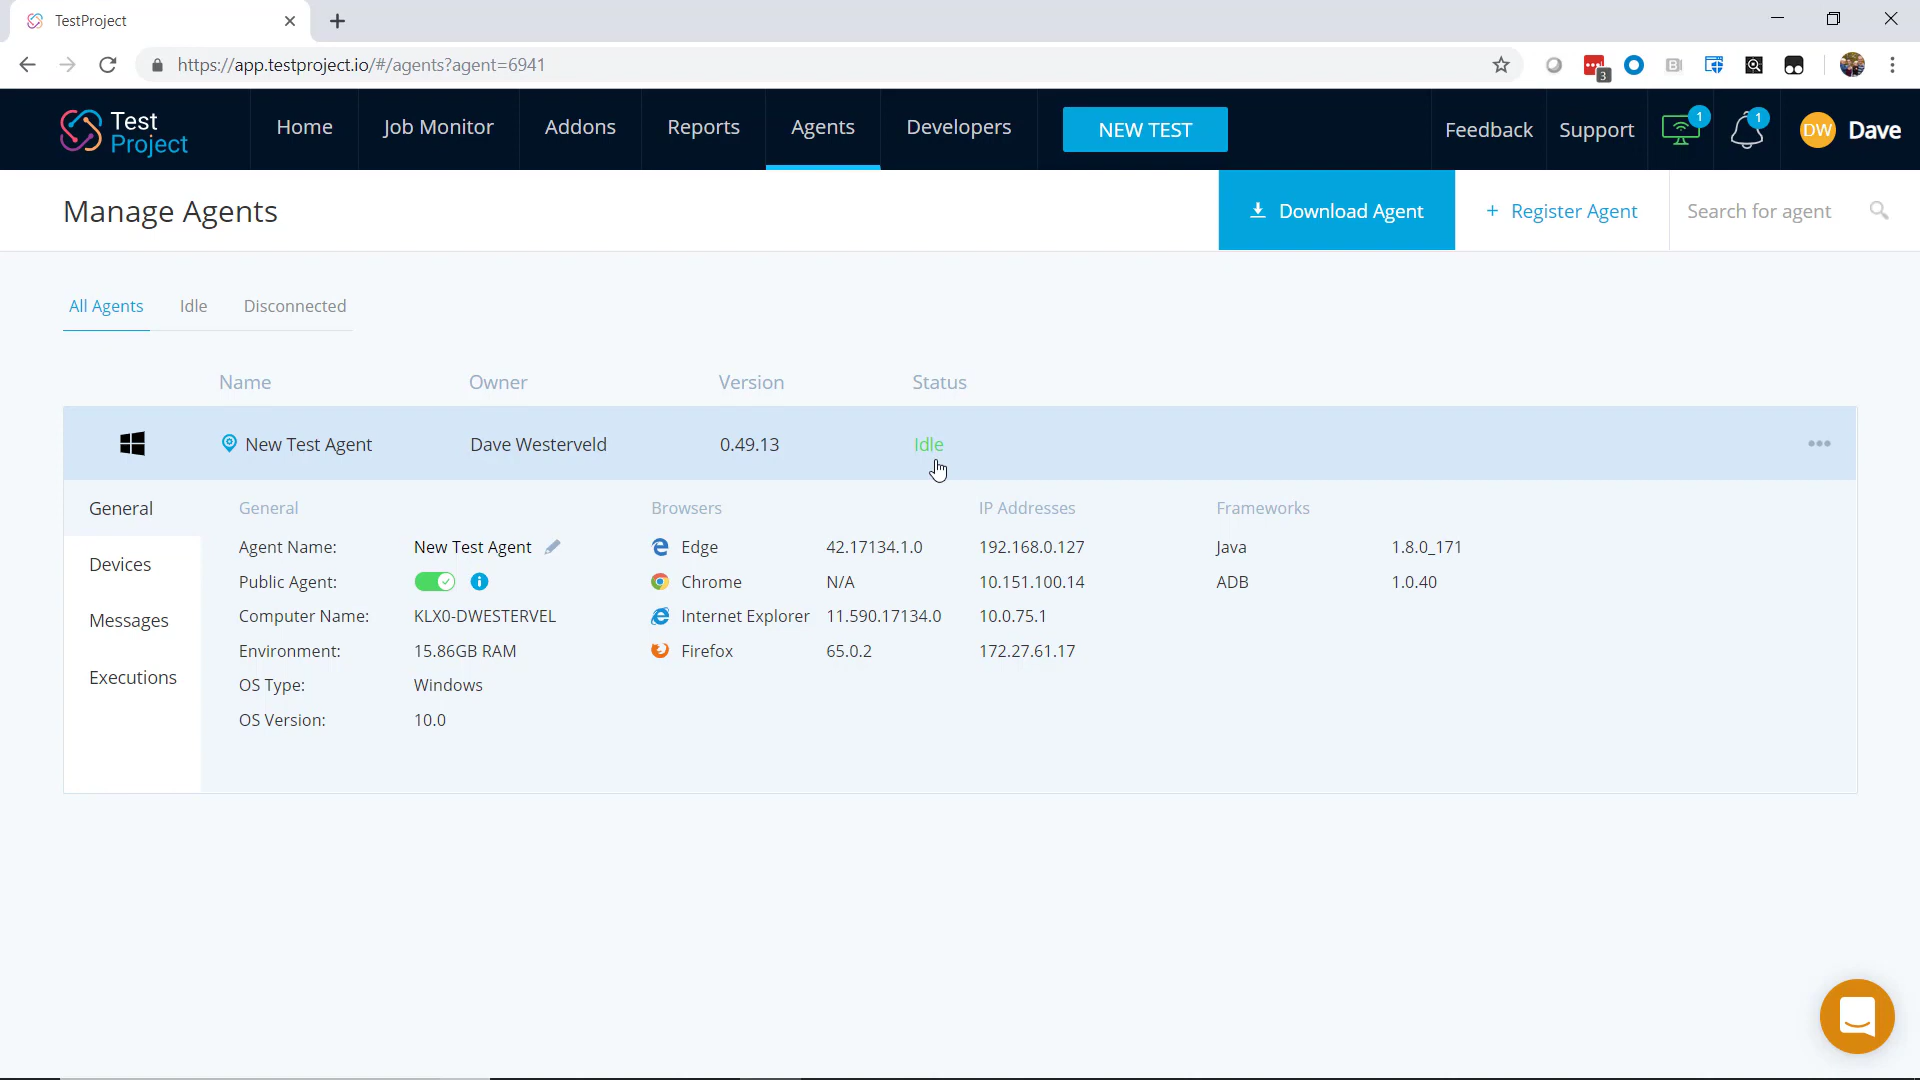 TestProject
https://app.testproject.io/#/agents?agent=6941
3
Test Project
Home
Job Monitor
Addons
Reports
Agents
Developers
NEW TEST
Feedback
Support
1
1
DW
Dave
Manage Agents
Download Agent
+ Register Agent
Search for agent
All Agents
Idle
Disconnected
Name Owner Version Status
New Test Agent Dave Westerveld 0.49.13 Idle
General
Devices
Messages
Executions
General
Agent Name: New Test Agent
Public Agent:
Computer Name: KLX0-DWESTERVEL
Environment: 15.86GB RAM
OS Type: Windows
OS Version: 10.0
Browsers
Edge 42.17134.1.0
Chrome N/A
Internet Explorer 11.590.17134.0
Firefox 65.0.2
IP Addresses
192.168.0.127
10.151.100.14
10.0.75.1
172.27.61.17
Frameworks
Java 1.8.0_171
ADB 1.0.40